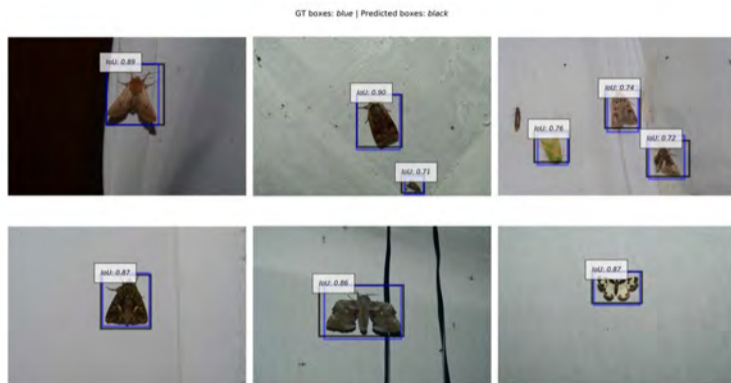 GT boxes: blue | Predicted boxes: black
IoU: 0.89
IoU: 0.90
IoU: 0.71
IoU: 0.74
IoU: 0.76
IoU: 0.72
IoU: 0.87
IoU: 0.86
IoU: 0.87